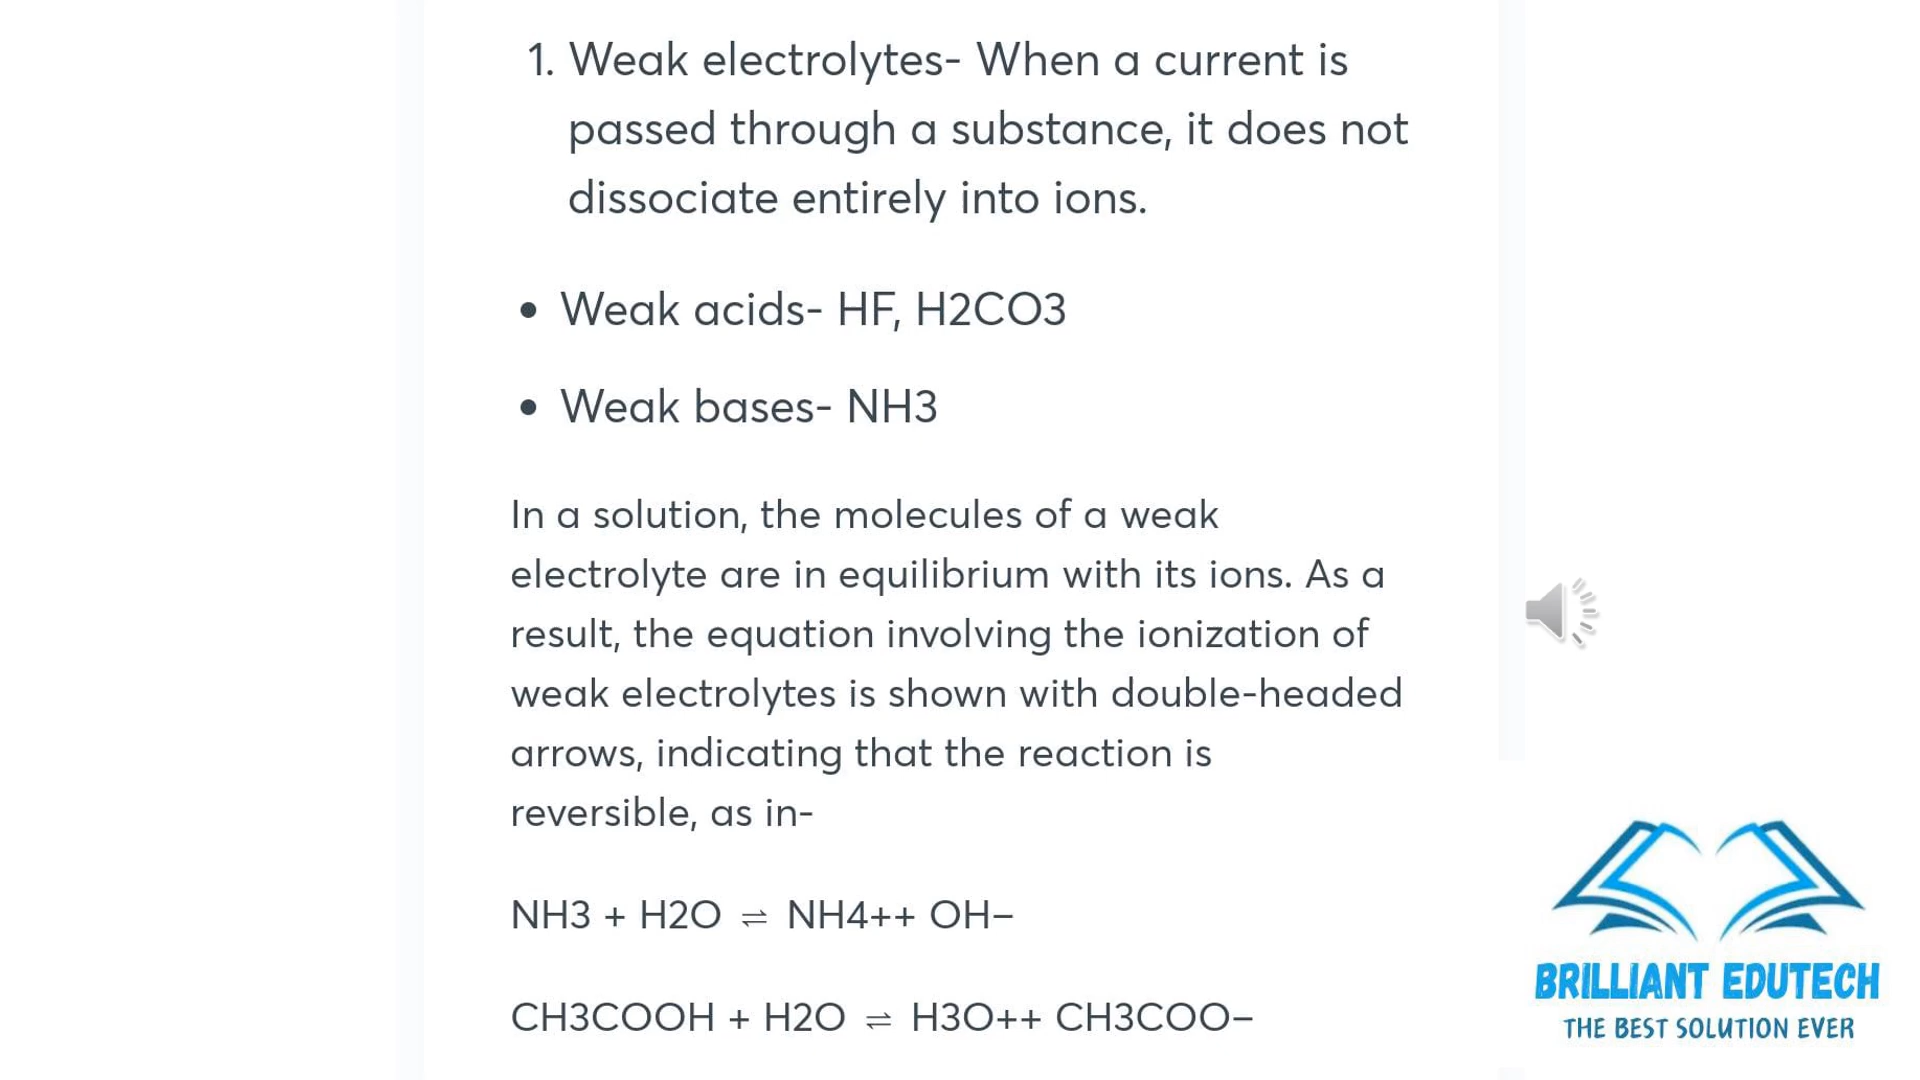 1. Weak electrolytes- When a current is
passed through a substance, it does not
dissociate entirely into ions.
• Weak acids- HF, H2CO3
• Weak bases- NH3
In a solution, the molecules of a weak
electrolyte are in equilibrium with its ions. As a
result, the equation involving the ionization of
weak electrolytes is shown with double-headed
arrows, indicating that the reaction is
reversible, as in-
NH3 + H2O ⇌ NH4++ OH−
CH3COOH + H2O ⇌ H3O++ CH3COO−
BRILLIANT EDUTECH
THE BEST SOLUTION EVER